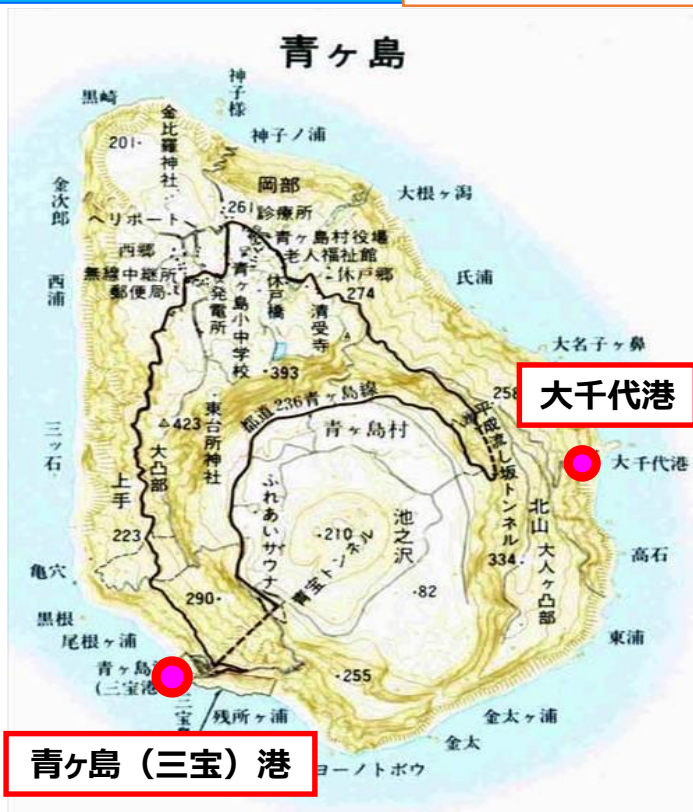 青ヶ島
神子様
黒崎
神子ノ浦
金比羅神社
201
岡部
大根ヶ潟
金次郎
261
診療所
ヘリポート
青ヶ島村役場
西郷
老人福祉館
休戸郷
無線中継所
郵便局
274
氏浦
西浦
発電所
青ヶ島小中学校
休戸橋
清受寺
大名子ヶ鼻
393
258
大千代港
都道236青ヶ島線
平成流し坂トンネル
423
東台所神社
大凸部
青ヶ島村
三ッ石
上手
大千代港
ふれあいサウナ
210
池之沢
北山
大人ヶ凸部
223
334
高石
青宝トンネル
82
亀穴
290
黒根
東浦
尾根ヶ浦
青ヶ島
(三宝港
255
三宝
残所ヶ浦
金太ヶ浦
金太
青ヶ島（三宝）港
ヨーノトボウ